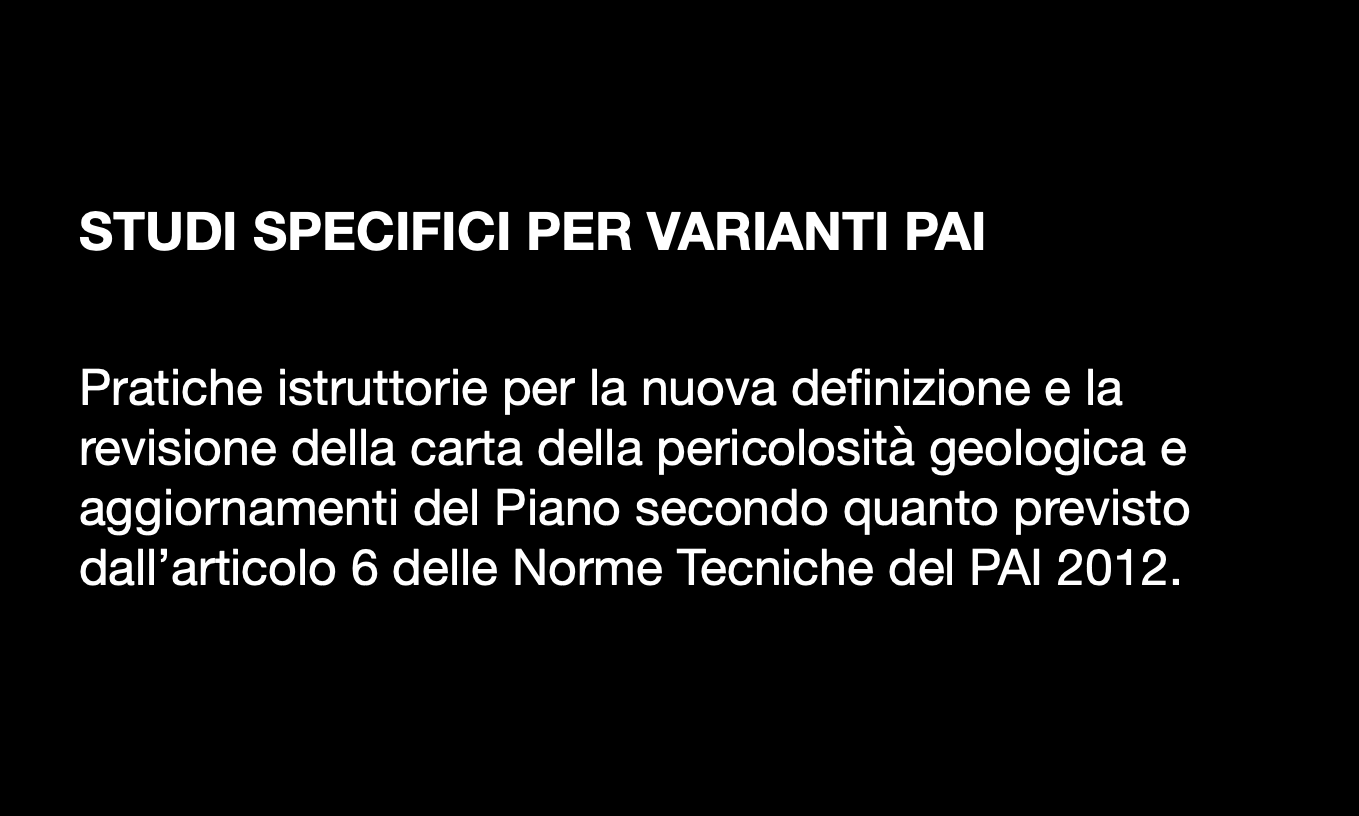 STUDI SPECIFICI PER VARIANTI PAI
Pratiche istruttorie per la nuova definizione e la
revisione della carta della pericolosità geologica e
aggiornamenti del Piano secondo quanto previsto
dall’articolo 6 delle Norme Tecniche del PAI 2012.